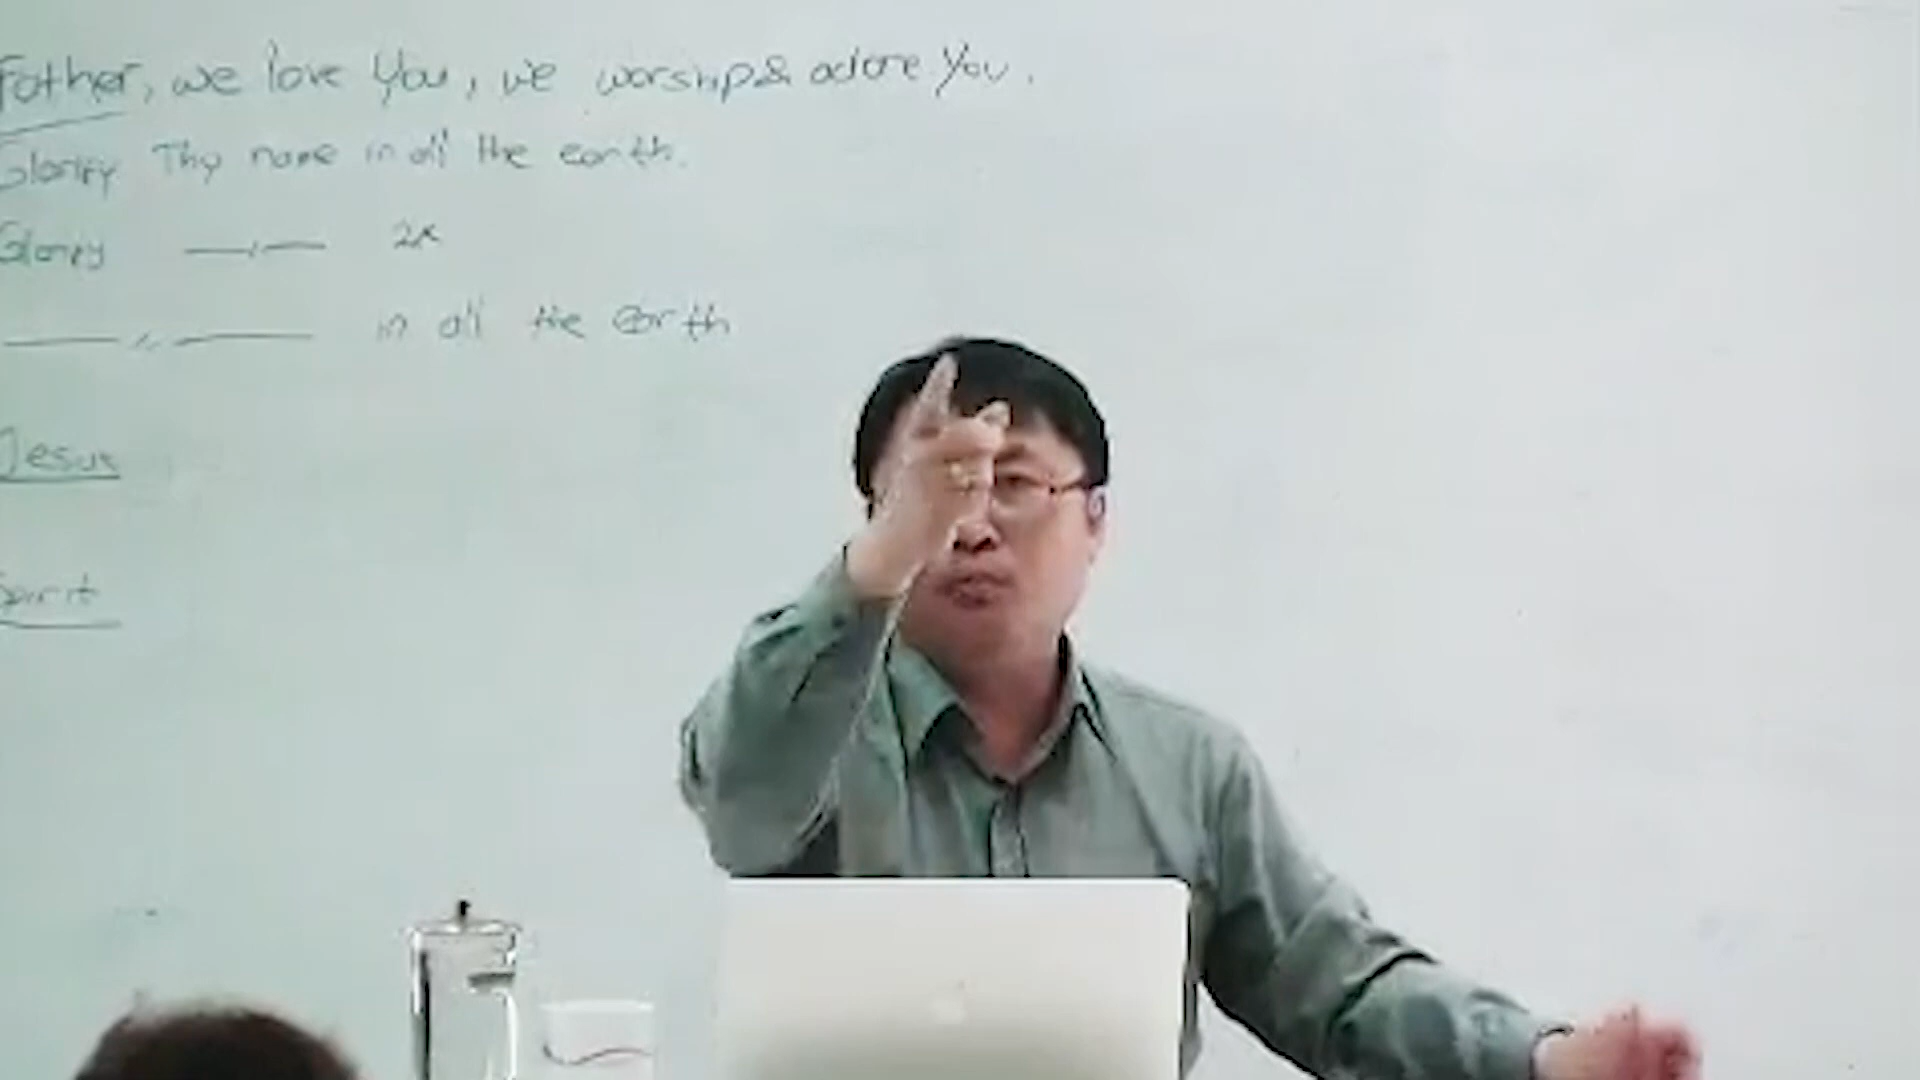 Father, we love You, we worship & adore You.
Glorify Thy name in all the earth.
Glorify 2x
in all the earth
Jesus
Spirit